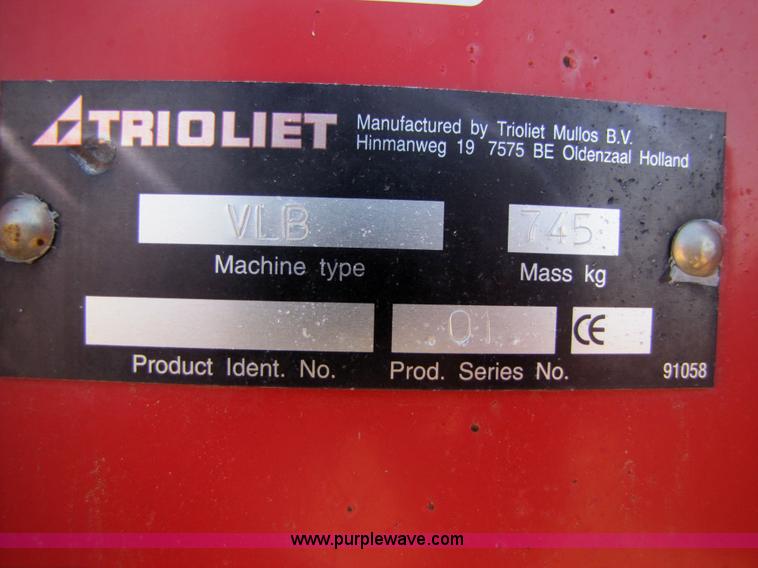 TRIOLIET
Manufactured by Trioliet Mullos B.V.
Hinmanweg 19 7575 BE Oldenzaal Holland
VLB 745
Machine type Mass kg
01 CE
Product Ident. No. Prod. Series No. 91058
www.purplewave.com